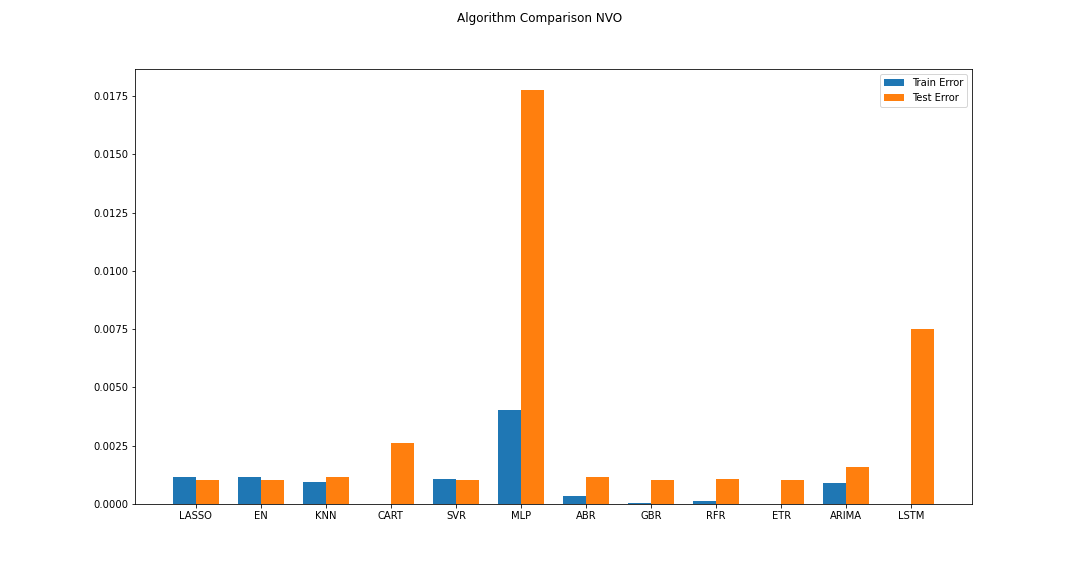 Algorithm Comparison NVO
Train Error
Test Error
0.0175
0.0150
0.0125
0.0100
0.0075
0.0050
0.0025
0.0000
LASSO EN KNN CART SVR MLP ABR GBR RFR ETR ARIMA LSTM